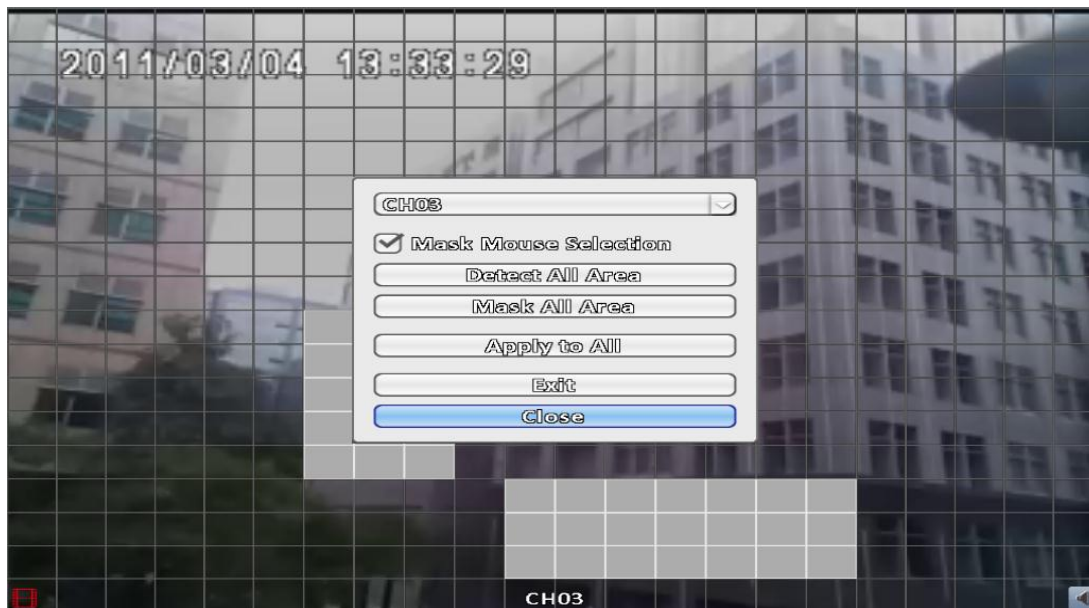 2011/03/04 13:33:29
CH03
Mask Mouse Selection
Detect All Area
Mask All Area
Apply to All
Exit
Close
CH03